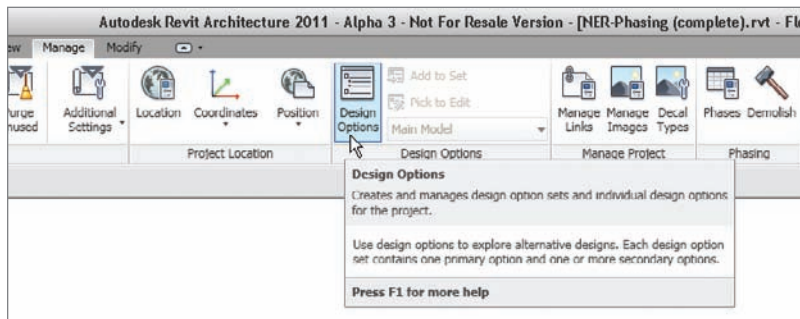 Autodesk Revit Architecture 2011 - Alpha 3 - Not For Resale Version - [NER-Phasing (complete).rvt -
Manage Modify
Additional Settings
Location
Coordinates
Position
Design Options
Add to Set
Pick to Edit
Main Model
Manage Links
Manage Images
Decal Types
Phases
Demolish
Project Location
Design Options
Manage Project
Phasing
Design Options
Creates and manages design option sets and individual design options
for the project.
Use design options to explore alternative designs. Each design option
set contains one primary option and one or more secondary options.
Press F1 for more help